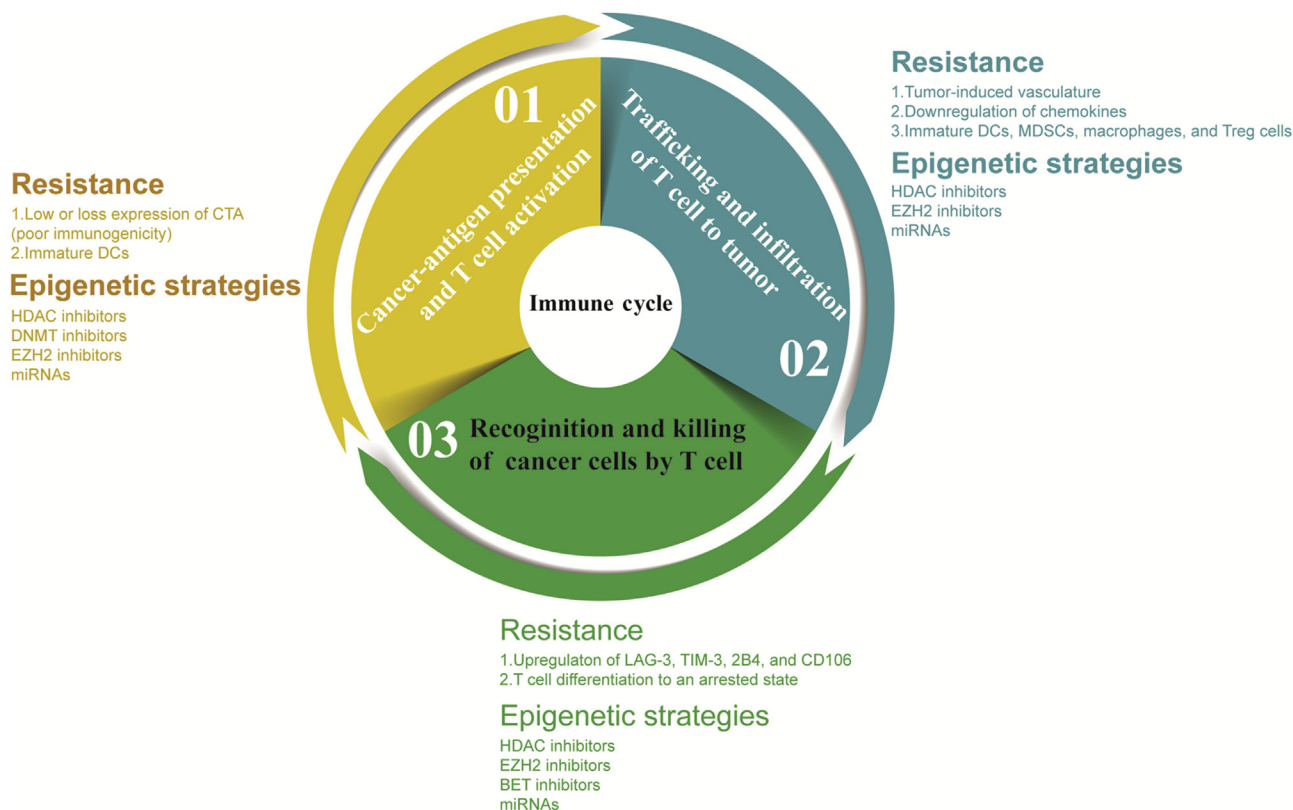 01
Cancer-antigen presentation
and T cell activation
Resistance
1.Low or loss expression of CTA
(poor immunogenicity)
2.Immature DCs
Epigenetic strategies
HDAC inhibitors
DNMT inhibitors
EZH2 inhibitors
miRNAs
Trafficking and infiltration
of T cell to tumor
02
Resistance
1.Tumor-induced vasculature
2.Downregulation of chemokines
3.Immature DCs, MDSCs, macrophages, and Treg cells
Epigenetic strategies
HDAC inhibitors
EZH2 inhibitors
miRNAs
Immune cycle
03
Recoginition and killing
of cancer cells by T cell
Resistance
1.Upregulaton of LAG-3, TIM-3, 2B4, and CD106
2.T cell differentiation to an arrested state
Epigenetic strategies
HDAC inhibitors
EZH2 inhibitors
BET inhibitors
miRNAs